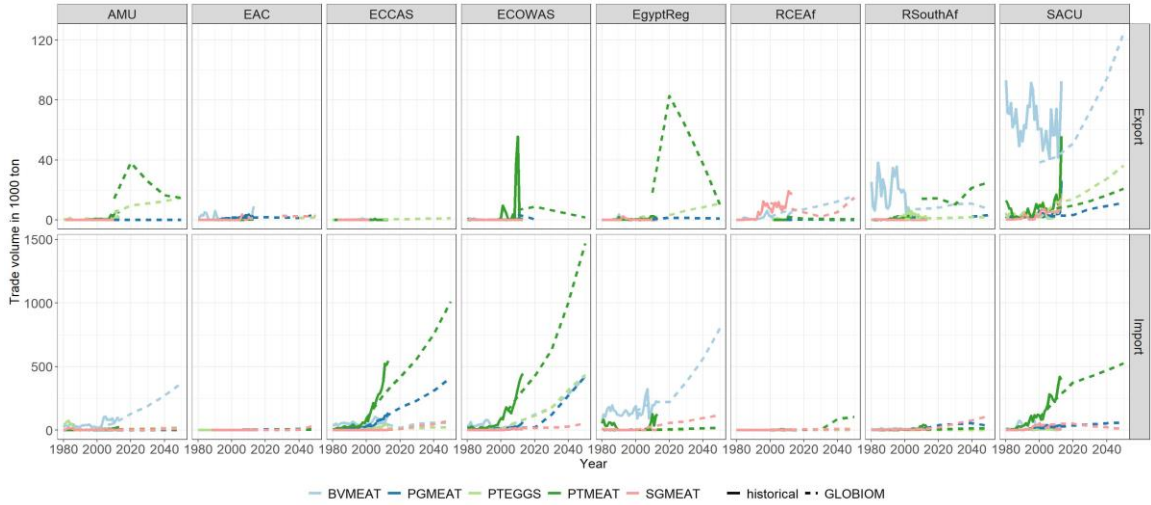 AMU EAC ECCAS ECOWAS EgyptReg RCEAf RSouthAf SACU
120
80
40
0
Export
Trade volume in 1000 ton
1500
1000
500
0
Import
1980 2000 2020 2040 1980 2000 2020 2040 1980 2000 2020 2040 1980 2000 2020 2040 1980 2000 2020 2040 1980 2000 2020 2040 1980 2000 2020 2040 1980 2000 2020 2040
Year
BVMEAT PGMEAT PTEGGS PTMEAT SGMEAT historical GLOBIOM